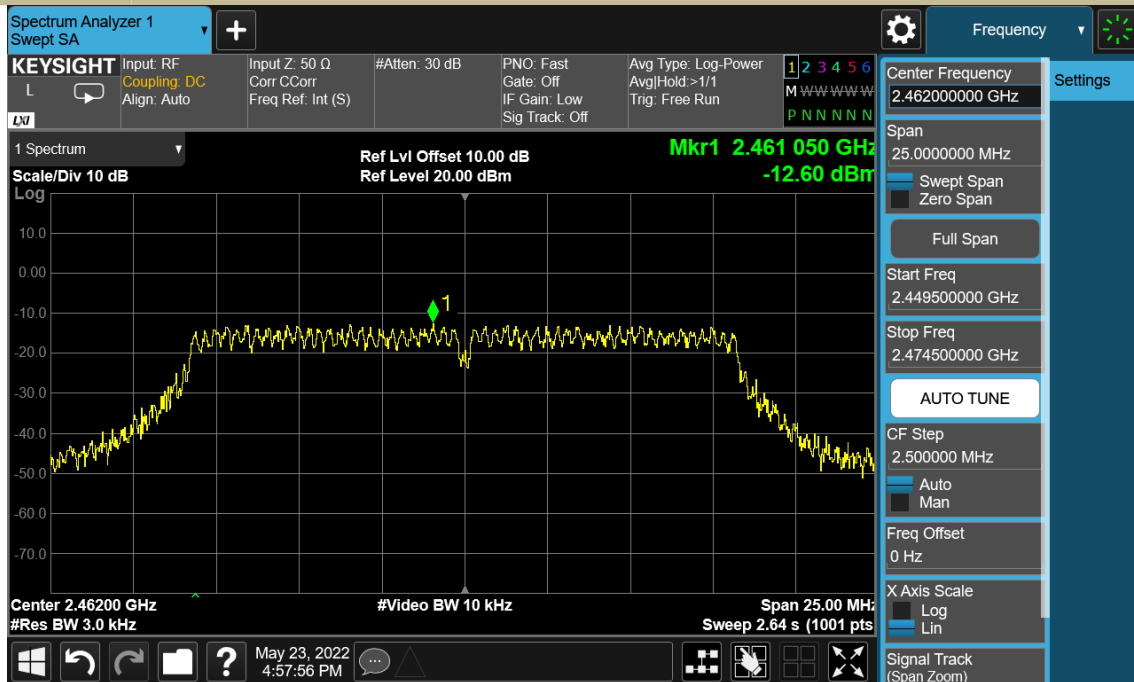 Spectrum Analyzer 1
Swept SA
Frequency
KEYSIGHT
L
LXI
Input: RF
Coupling: DC
Align: Auto
Input Z: 50 Ω
Corr CCorr
Freq Ref: Int (S)
#Atten: 30 dB
PNO: Fast
Gate: Off
IF Gain: Low
Sig Track: Off
Avg Type: Log-Power
Avg|Hold:>1/1
Trig: Free Run
1 2 3 4 5 6
M W W W W W
P N N N N N
1 Spectrum
Scale/Div 10 dB
Log
Ref Lvl Offset 10.00 dB
Ref Level 20.00 dBm
Mkr1 2.461 050 GHz
-12.60 dBm
10.0
0.00
-10.0
-20.0
-30.0
-40.0
-50.0
-60.0
-70.0
1
Center 2.46200 GHz
#Res BW 3.0 kHz
#Video BW 10 kHz
Span 25.00 MHz
Sweep 2.64 s (1001 pts
May 23, 2022
4:57:56 PM
Center Frequency
2.462000000 GHz
Span
25.0000000 MHz
Swept Span
Zero Span
Full Span
Start Freq
2.449500000 GHz
Stop Freq
2.474500000 GHz
AUTO TUNE
CF Step
2.500000 MHz
Auto
Man
Freq Offset
0 Hz
X Axis Scale
Log
Lin
Signal Track
(Span Zoom)
Settings